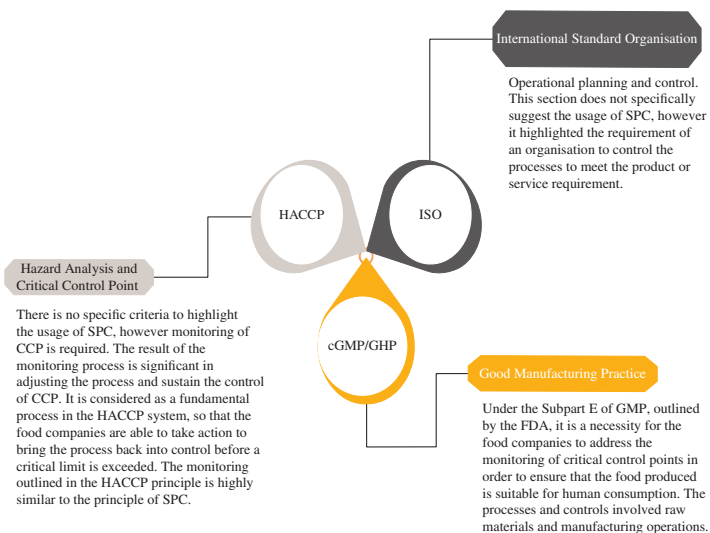 International Standard Organisation
Operational planning and control.
This section does not specifically
suggest the usage of SPC, however
it highlighted the requirement of
an organisation to control the
processes to meet the product or
service requirement.
HACCP
ISO
Hazard Analysis and
Critical Control Point
There is no specific criteria to highlight
the usage of SPC, however monitoring of
CCP is required. The result of the
monitoring process is significant in
adjusting the process and sustain the control
of CCP. It is considered as a fundamental
process in the HACCP system, so that the
food companies are able to take action to
bring the process back into control before a
critical limit is exceeded. The monitoring
outlined in the HACCP principle is highly
similar to the principle of SPC.
cGMP/GHP
Good Manufacturing Practice
Under the Subpart E of GMP, outlined
by the FDA, it is a necessity for the
food companies to address the
monitoring of critical control points in
order to ensure that the food produced
is suitable for human consumption. The
processes and controls involved raw
materials and manufacturing operations.